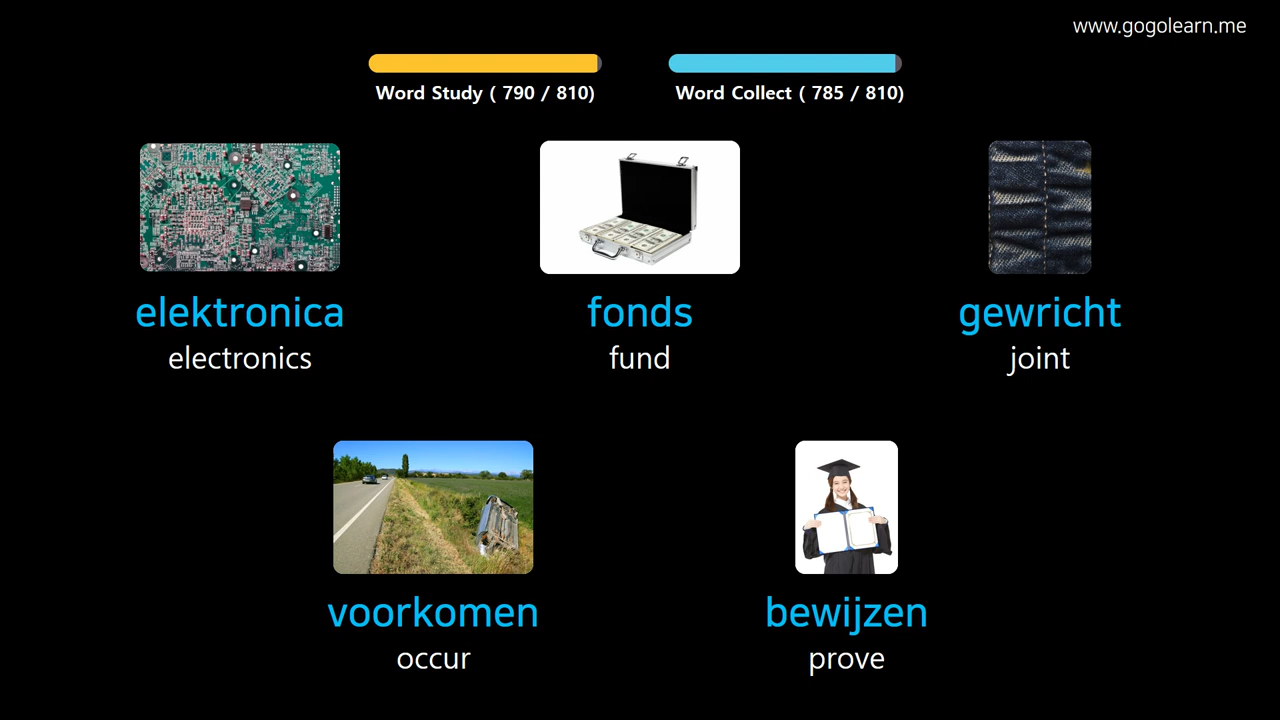 www.gogolearn.me
Word Study ( 790 / 810)
Word Collect ( 785 / 810)
elektronica
electronics
fonds
fund
gewricht
joint
voorkomen
occur
bewijzen
prove